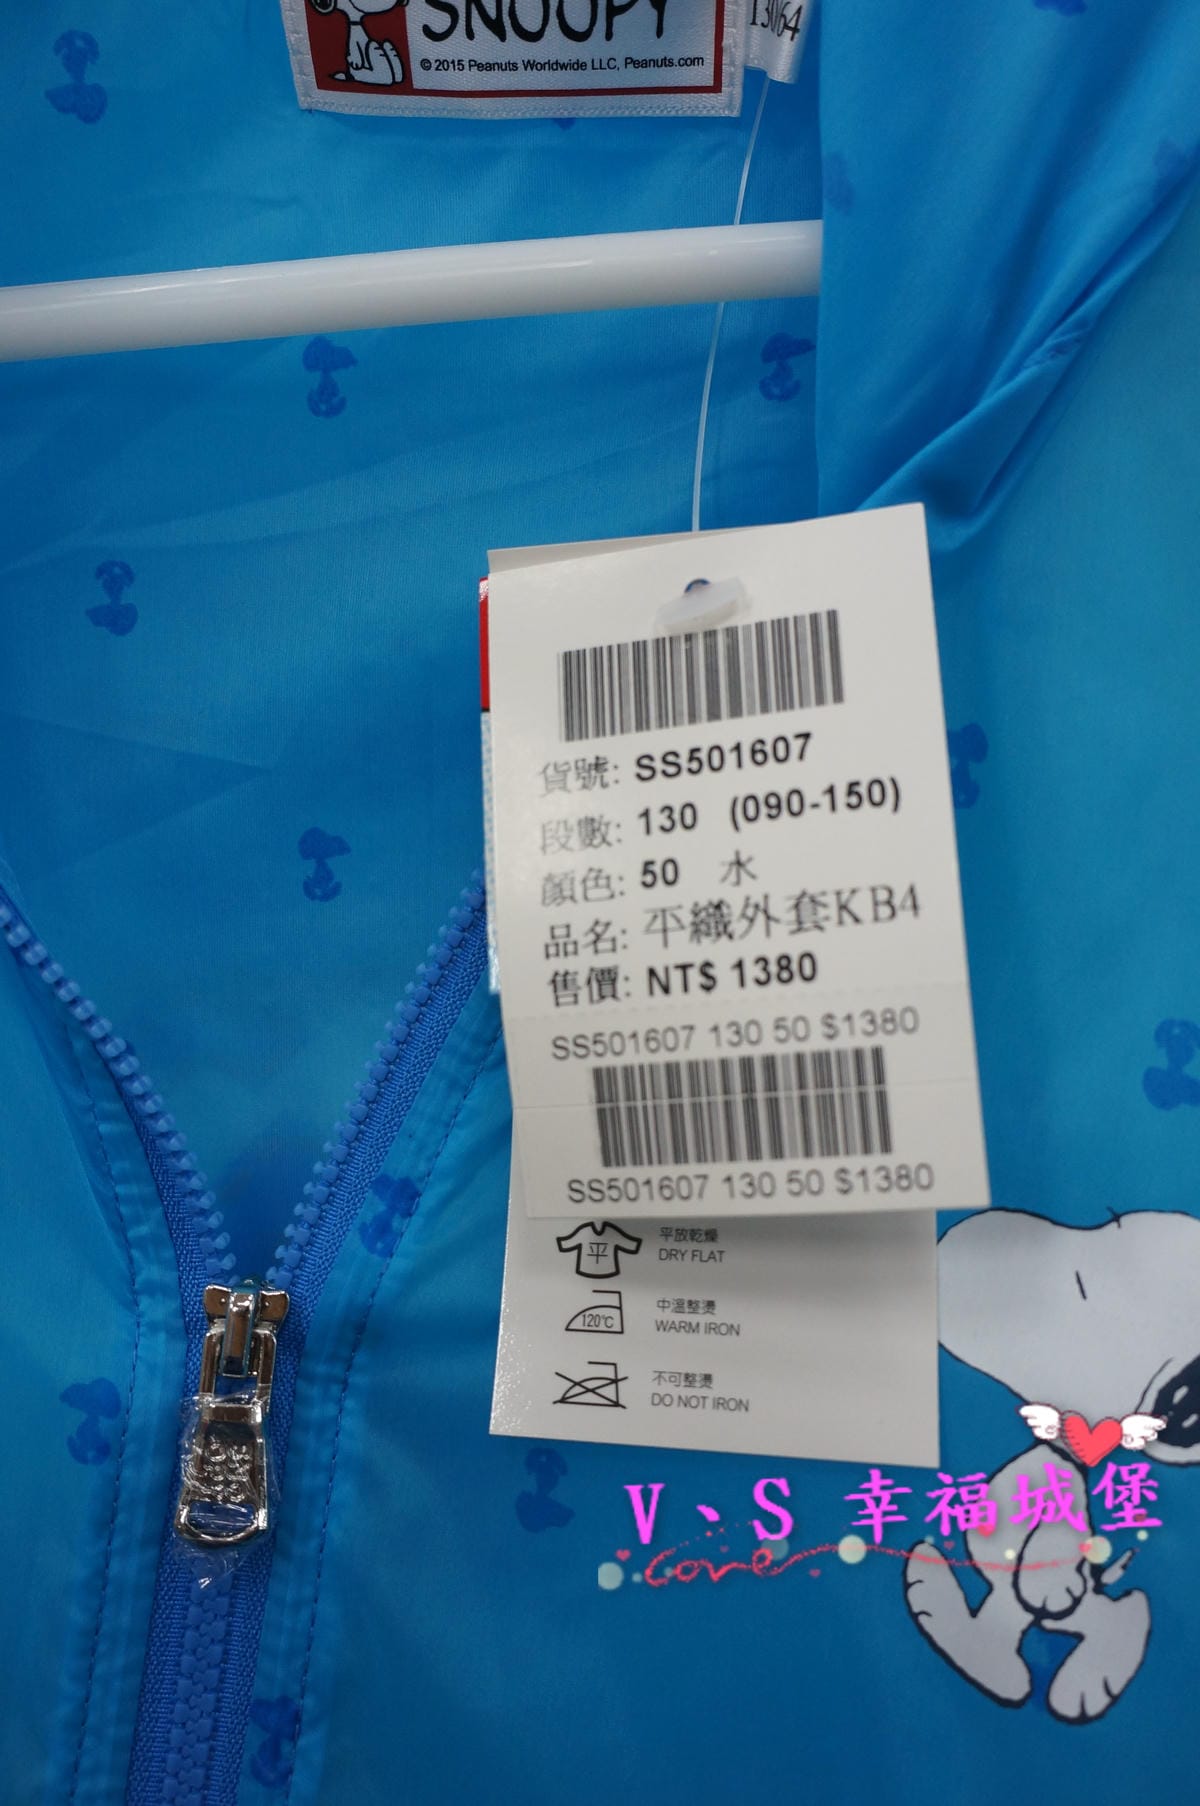 SNOOPY
© 2015 Peanuts Worldwide LLC, Peanuts.com
130/64
貨號: SS501607
段數: 130 (090-150)
顏色: 50 水
品名: 平織外套KB4
售價: NT$ 1380
SS501607 130 50 $1380
SS501607 130 50 $1380
平
平放乾燥
DRY FLAT
120℃
中溫整燙
WARM IRON
不可整燙
DO NOT IRON
V、S 幸福城堡
Love